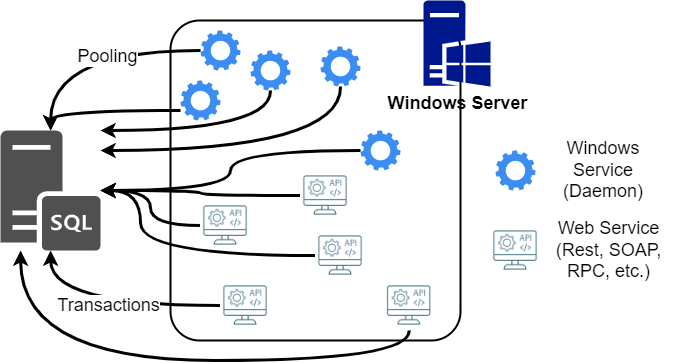 Pooling
Windows Server
Windows
Service
(Daemon)
API
API
SQL
Web Service
(Rest, SOAP,
RPC, etc.)
API
API
Transactions
API
API